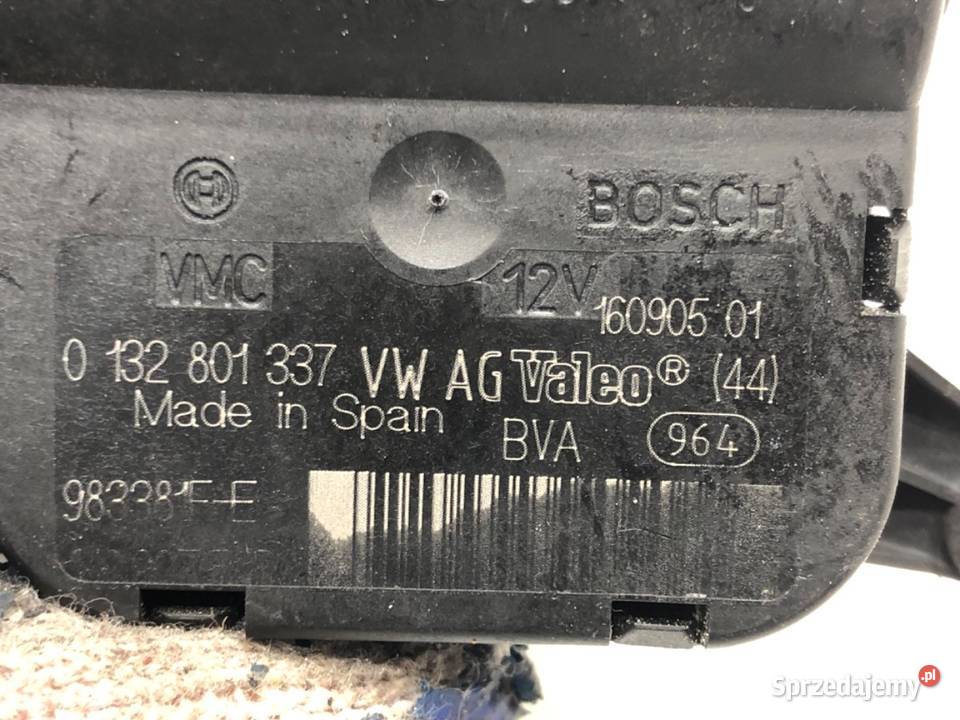 BOSCH
VMC
12V
160905 01
0 132 801 337 VW AG Valeo® (44)
Made in Spain
BVA
964
Sprzedajemy.pl